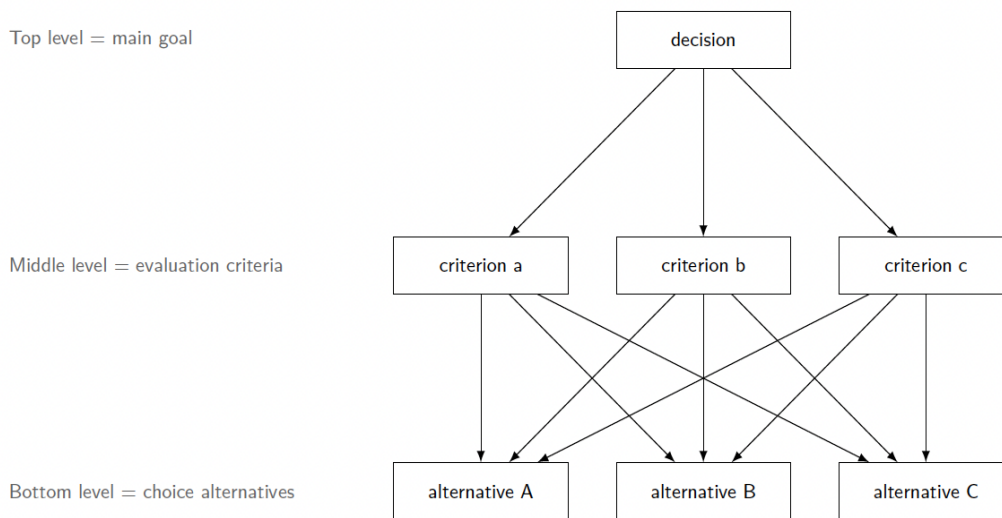 Top level = main goal
decision
Middle level = evaluation criteria
criterion a
criterion b
criterion c
Bottom level = choice alternatives
alternative A
alternative B
alternative C